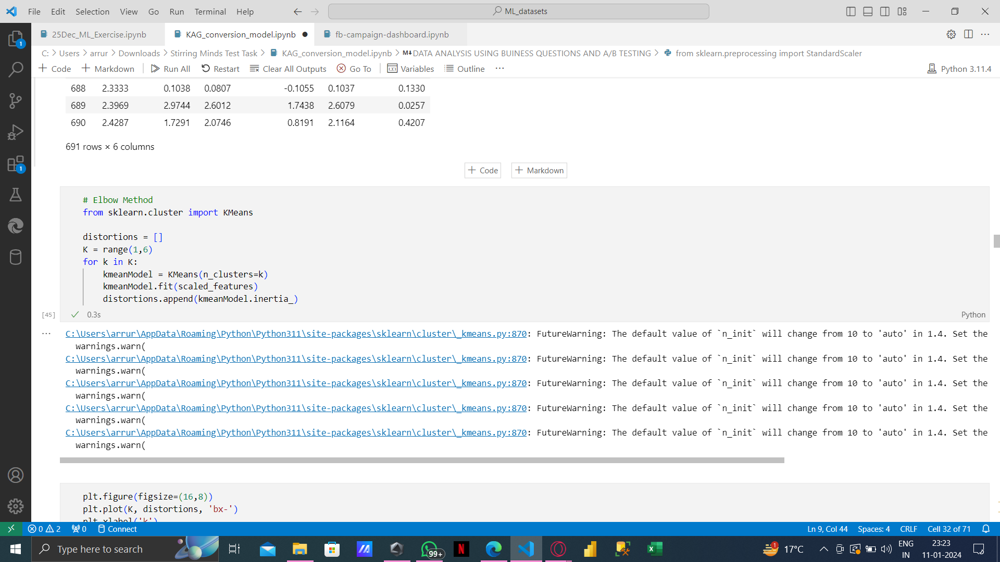 File Edit Selection View Go Run Terminal Help
ML_datasets
25Dec_ML_Exercise.ipynb KAG_conversion_model.ipynb fb-campaign-dashboard.ipynb
C: > Users > arrur > Downloads > Stirring Minds Test Task > KAG_conversion_model.ipynb > M↓DATA ANALYSIS USING BUINESS QUESTIONS AND A/B TESTING > from sklearn.preprocessing import StandardScaler
+ Code + Markdown Run All Restart Clear All Outputs Go To Variables Outline ··· Python 3.11.4
688 2.3333 0.1038 0.0807 -0.1055 0.1037 0.1330
689 2.3969 2.9744 2.6012 1.7438 2.6079 0.0257
690 2.4287 1.7291 2.0746 0.8191 2.1164 0.4207
691 rows × 6 columns
+ Code + Markdown
# Elbow Method
from sklearn.cluster import KMeans
distortions = []
K = range(1,6)
for k in K:
    kmeanModel = KMeans(n_clusters=k)
    kmeanModel.fit(scaled_features)
    distortions.append(kmeanModel.inertia_)
[45] 0.3s Python
C:\Users\arrur\AppData\Roaming\Python\Python311\site-packages\sklearn\cluster\_kmeans.py:870: FutureWarning: The default value of `n_init` will change from 10 to 'auto' in 1.4. Set the
  warnings.warn(
C:\Users\arrur\AppData\Roaming\Python\Python311\site-packages\sklearn\cluster\_kmeans.py:870: FutureWarning: The default value of `n_init` will change from 10 to 'auto' in 1.4. Set the
  warnings.warn(
C:\Users\arrur\AppData\Roaming\Python\Python311\site-packages\sklearn\cluster\_kmeans.py:870: FutureWarning: The default value of `n_init` will change from 10 to 'auto' in 1.4. Set the
  warnings.warn(
C:\Users\arrur\AppData\Roaming\Python\Python311\site-packages\sklearn\cluster\_kmeans.py:870: FutureWarning: The default value of `n_init` will change from 10 to 'auto' in 1.4. Set the
  warnings.warn(
C:\Users\arrur\AppData\Roaming\Python\Python311\site-packages\sklearn\cluster\_kmeans.py:870: FutureWarning: The default value of `n_init` will change from 10 to 'auto' in 1.4. Set the
  warnings.warn(
plt.figure(figsize=(16,8))
plt.plot(K, distortions, 'bx-')
plt.xlabel('k')
0 2 0 Connect Ln 9, Col 44 Spaces: 4 CRLF Cell 32 of 71
Type here to search 99+ N 1 17°C ENG IN 23:23 11-01-2024